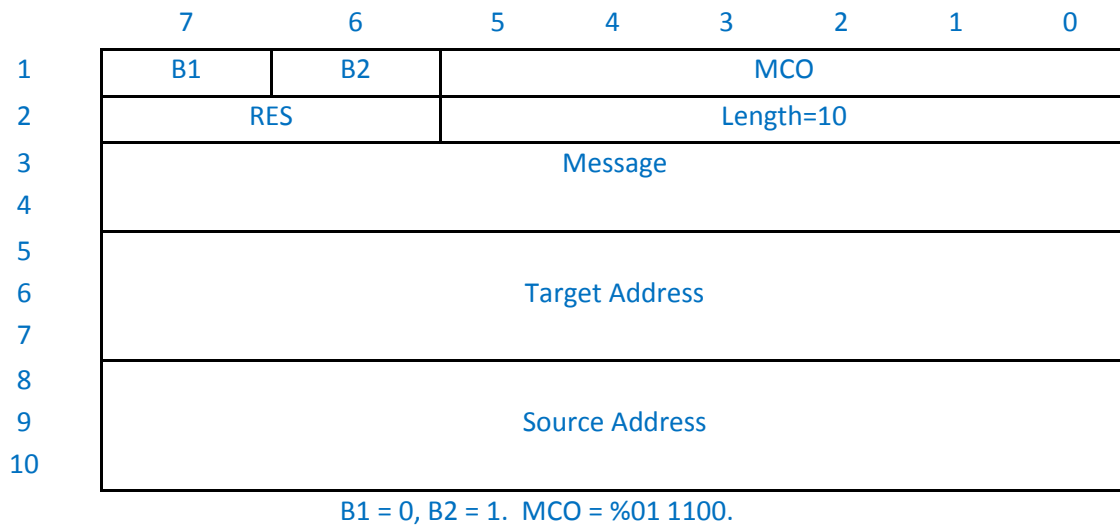 7 6 5 4 3 2 1 0
1 B1 B2 MCO
2 RES Length=10
3 Message
4
5
6 Target Address
7
8
9 Source Address
10
B1 = 0, B2 = 1. MCO = %01 1100.